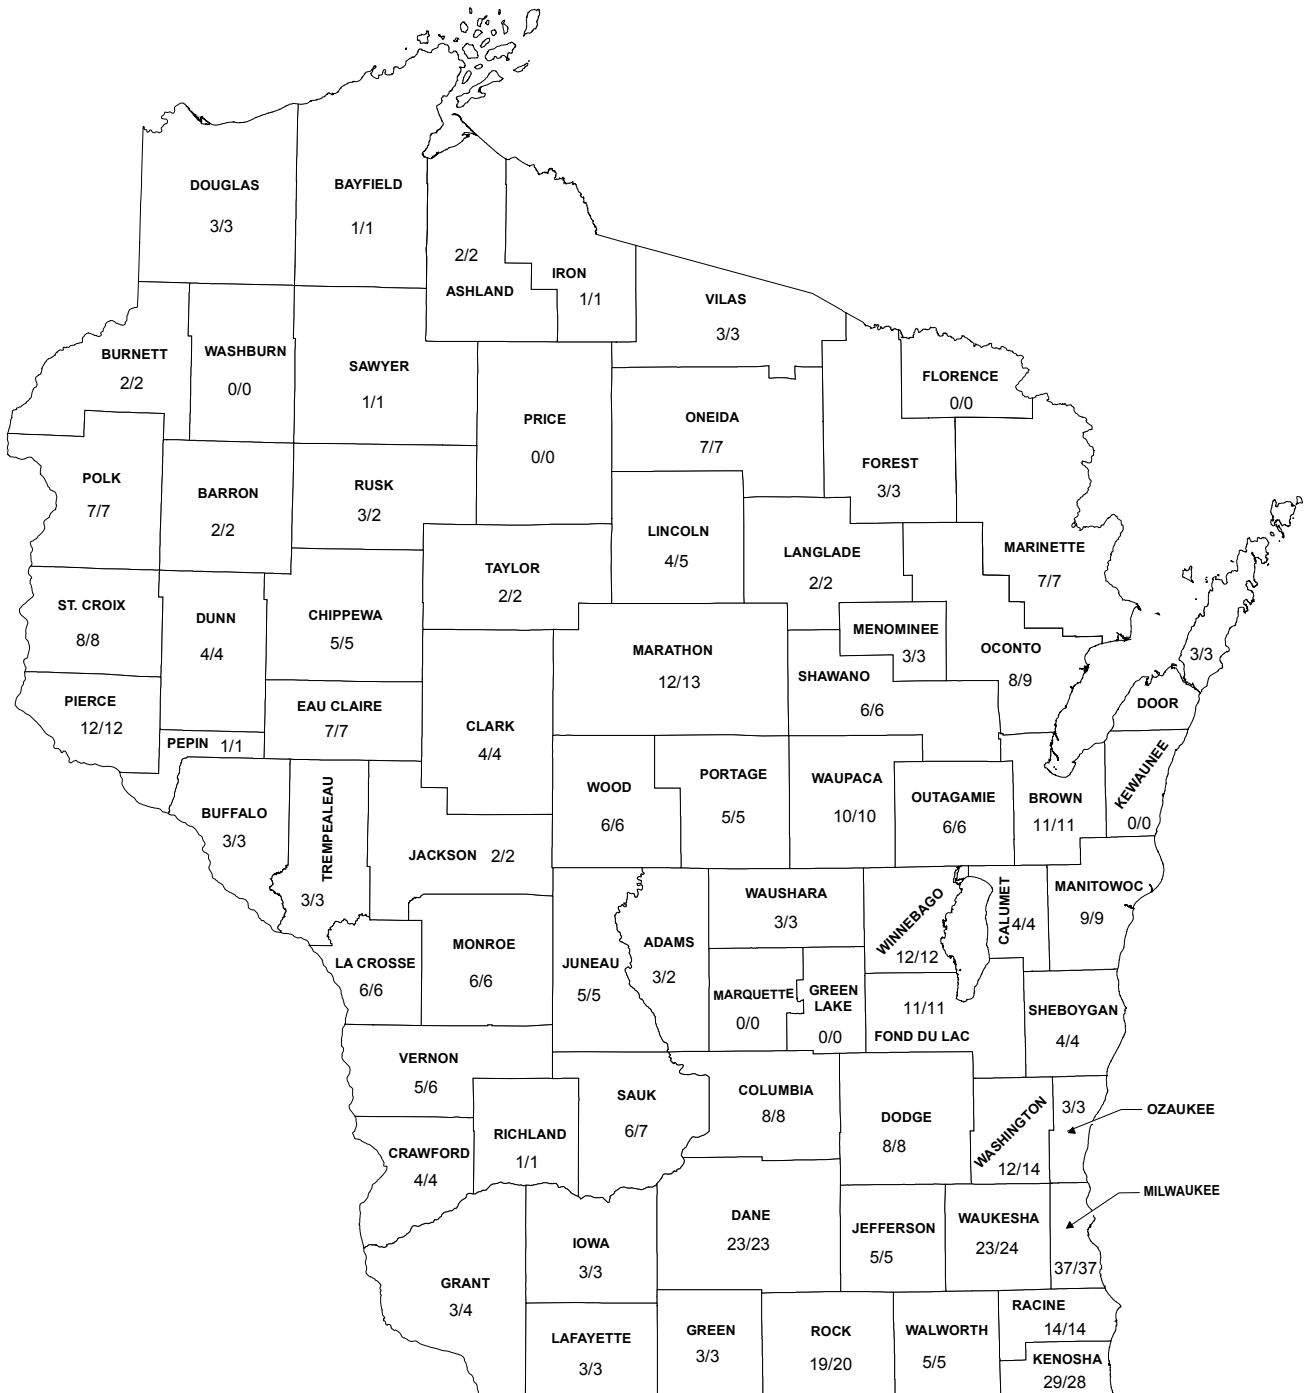 DOUGLAS
3/3
BAYFIELD
1/1
2/2
ASHLAND
IRON
1/1
VILAS
3/3
BURNETT
2/2
WASHBURN
0/0
SAWYER
1/1
PRICE
0/0
ONEIDA
7/7
FLORENCE
0/0
FOREST
3/3
POLK
7/7
BARRON
2/2
RUSK
3/2
LINCOLN
4/5
LANGLADE
2/2
MARINETTE
7/7
TAYLOR
2/2
ST. CROIX
8/8
DUNN
4/4
CHIPPEWA
5/5
MARATHON
12/13
MENOMINEE
3/3
SHAWANO
6/6
OCONTO
8/9
3/3
DOOR
PIERCE
12/12
PEPIN 1/1
EAU CLAIRE
7/7
CLARK
4/4
WOOD
6/6
PORTAGE
5/5
WAUPACA
10/10
OUTAGAMIE
6/6
BROWN
11/11
KEWAUNEE
0/0
BUFFALO
3/3
TREMPEALEAU
3/3
JACKSON 2/2
WAUSHARA
3/3
WINNEBAGO
12/12
CALUMET
4/4
MANITOWOC
9/9
LA CROSSE
6/6
MONROE
6/6
JUNEAU
5/5
ADAMS
3/2
MARQUETTE
0/0
GREEN
LAKE
0/0
11/11
FOND DU LAC
SHEBOYGAN
4/4
VERNON
5/6
SAUK
6/7
COLUMBIA
8/8
DODGE
8/8
WASHINGTON
12/14
3/3
OZAUKEE
CRAWFORD
4/4
RICHLAND
1/1
MILWAUKEE
37/37
DANE
23/23
JEFFERSON
5/5
WAUKESHA
23/24
IOWA
3/3
GRANT
3/4
LAFAYETTE
3/3
GREEN
3/3
ROCK
19/20
WALWORTH
5/5
RACINE
14/14
KENOSHA
29/28